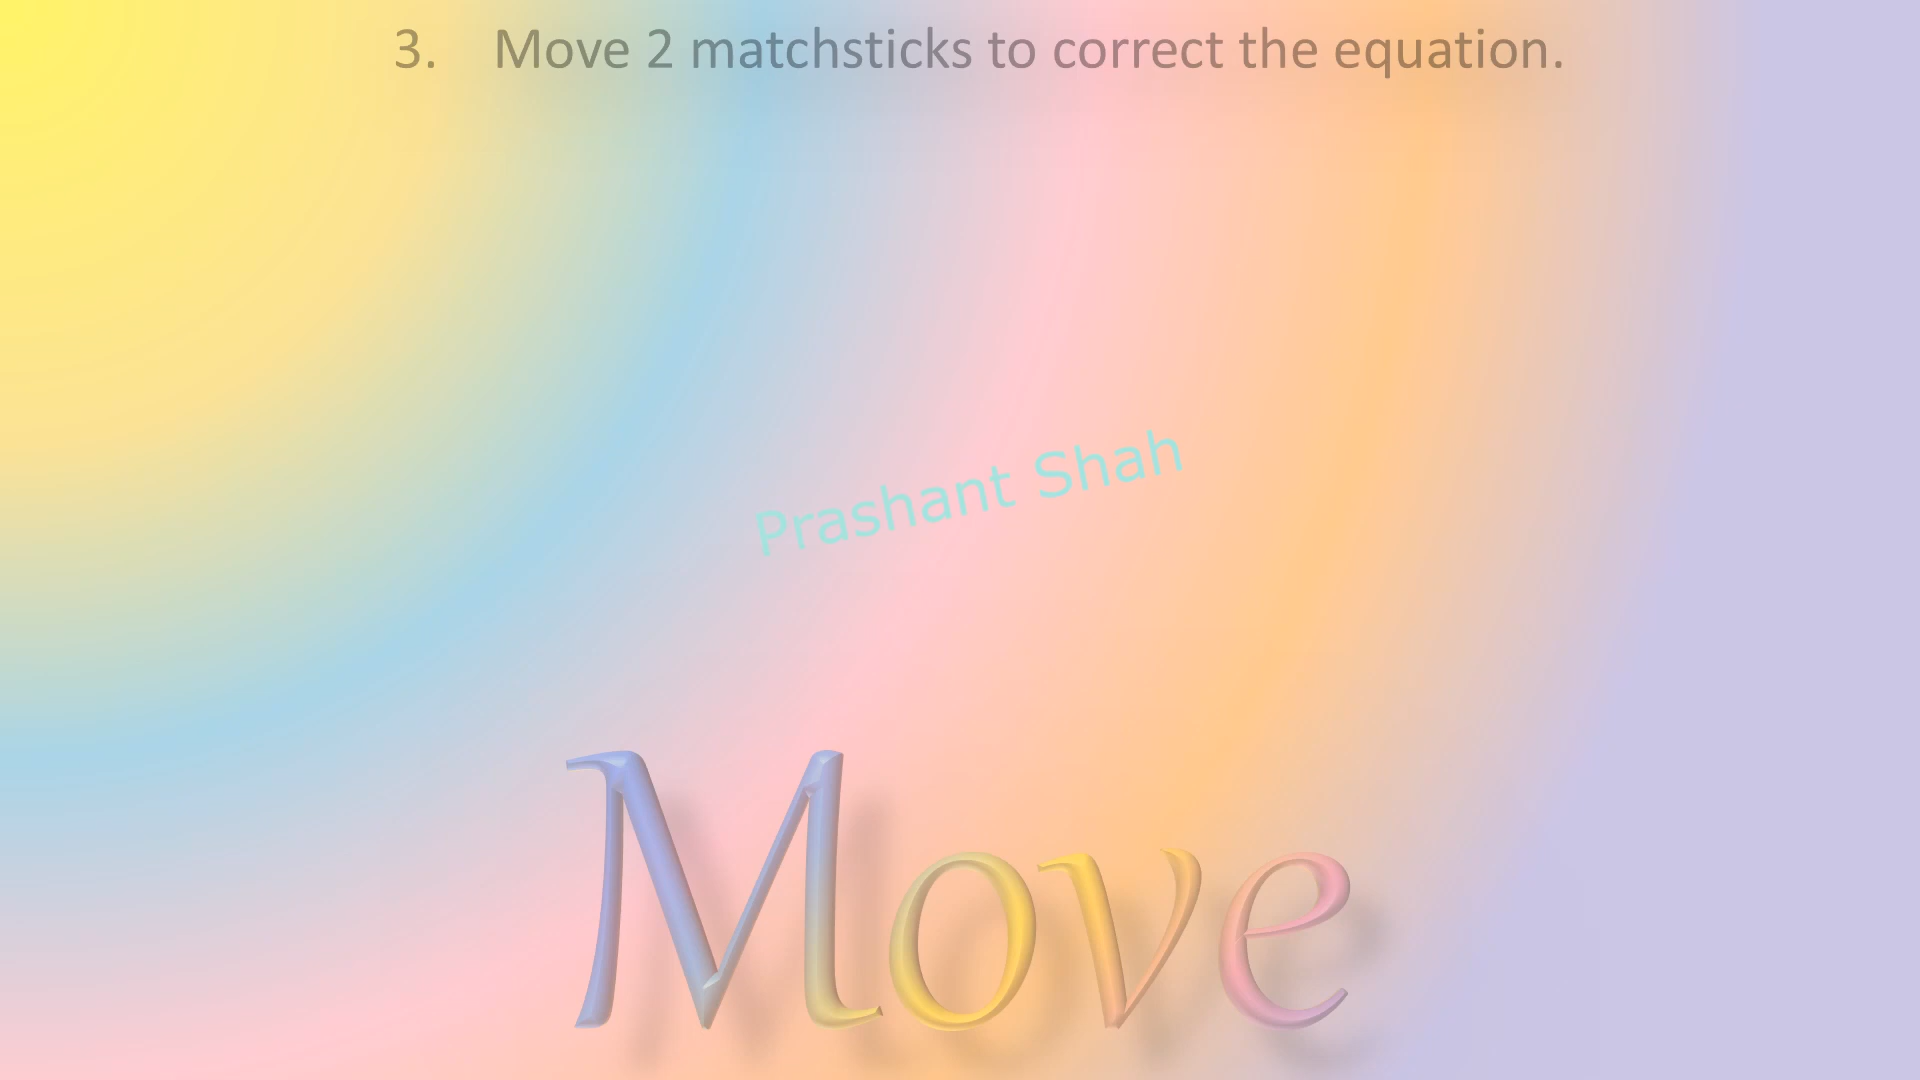 3. Move 2 matchsticks to correct the equation.
Prashant Shah
Move